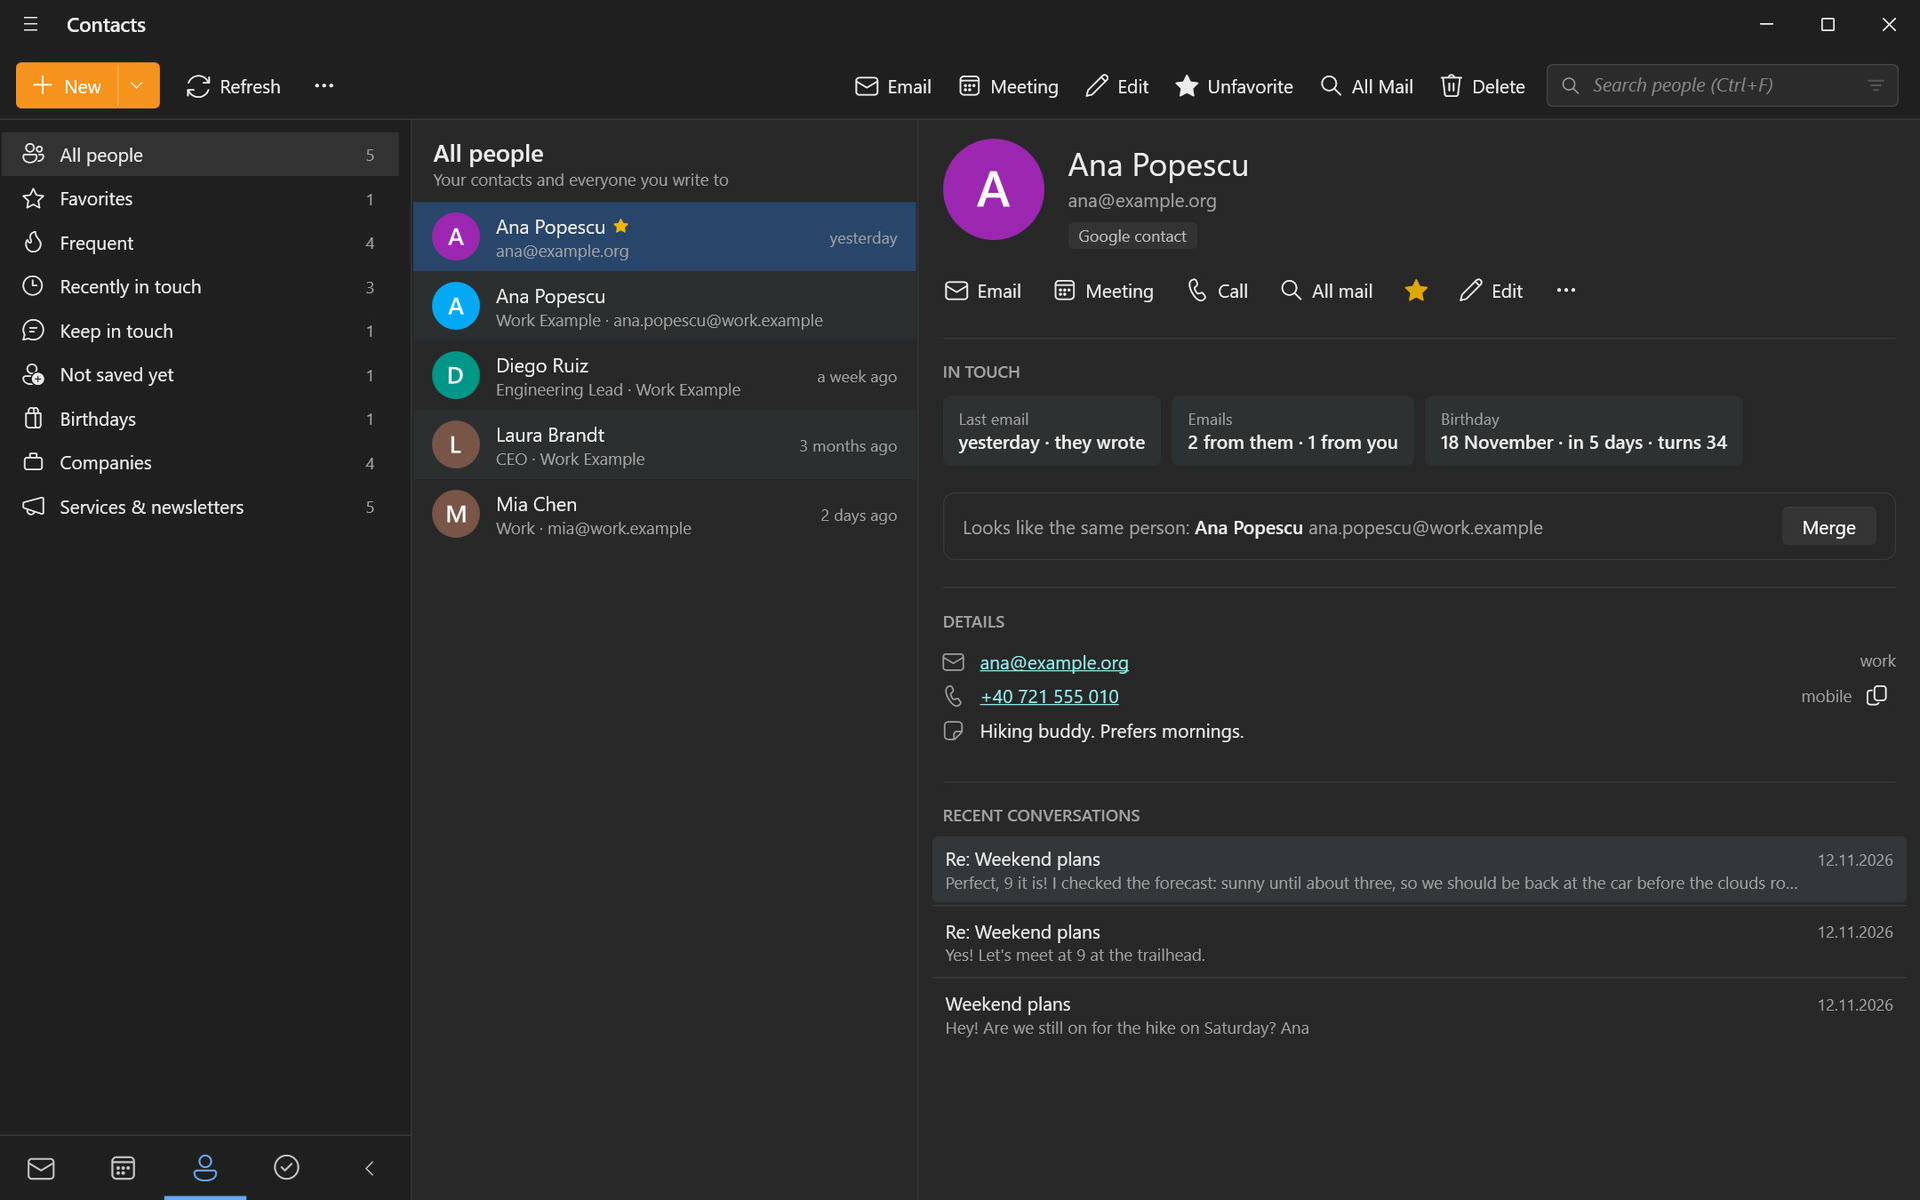 Contacts
New
Refresh
Email
Meeting
Edit
Unfavorite
All Mail
Delete
Search people (Ctrl+F)
All people 5
Favorites 1
Frequent 4
Recently in touch 3
Keep in touch 1
Not saved yet 1
Birthdays 1
Companies 4
Services & newsletters 5
All people
Your contacts and everyone you write to
A
Ana Popescu
ana@example.org
yesterday
A
Ana Popescu
Work Example · ana.popescu@work.example
D
Diego Ruiz
Engineering Lead · Work Example
a week ago
L
Laura Brandt
CEO · Work Example
3 months ago
M
Mia Chen
Work · mia@work.example
2 days ago
A
Ana Popescu
ana@example.org
Google contact
Email
Meeting
Call
All mail
Edit
IN TOUCH
Last email
yesterday · they wrote
Emails
2 from them · 1 from you
Birthday
18 November · in 5 days · turns 34
Looks like the same person: Ana Popescu ana.popescu@work.example
Merge
DETAILS
ana@example.org work
+40 721 555 010 mobile
Hiking buddy. Prefers mornings.
RECENT CONVERSATIONS
Re: Weekend plans 12.11.2026
Perfect, 9 it is! I checked the forecast: sunny until about three, so we should be back at the car before the clouds ro...
Re: Weekend plans 12.11.2026
Yes! Let's meet at 9 at the trailhead.
Weekend plans 12.11.2026
Hey! Are we still on for the hike on Saturday? Ana